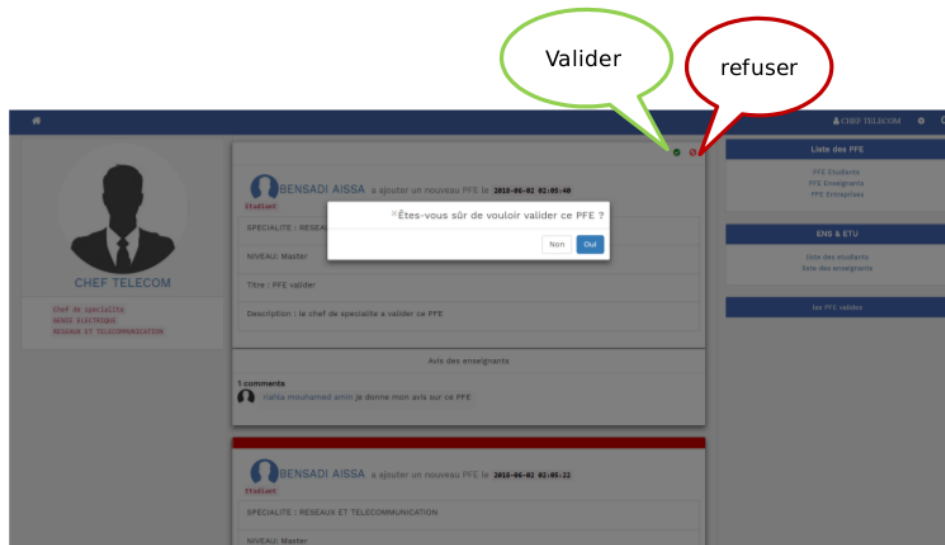 Valider
refuser
CHEF TELECOM
Liste des PFE
PFE Etudiants
PFE Enseignants
PFE Entreprises
BENSADI AISSA a ajouter un nouveau PFE le 2018-06-02 02:05:40
Etudiant
×Êtes-vous sûr de vouloir valider ce PFE ?
SPECIALITE : RESEAU
Non Oui
ENS & ETU
NIVEAU: Master
liste des etudiants
liste des enseignants
CHEF TELECOM
Titre : PFE valider
Chef de specialite
GENIE ELECTRIQUE
RESEAUX ET TELECOMMUNICATION
Description : le chef de specialite a valider ce PFE
les PFE valides
Avis des enseignants
1 comments
riahla mouhamed amin je donne mon avis sur ce PFE
BENSADI AISSA a ajouter un nouveau PFE le 2018-06-02 02:05:22
Etudiant
SPECIALITE : RESEAUX ET TELECOMMUNICATION
NIVEAU: Master